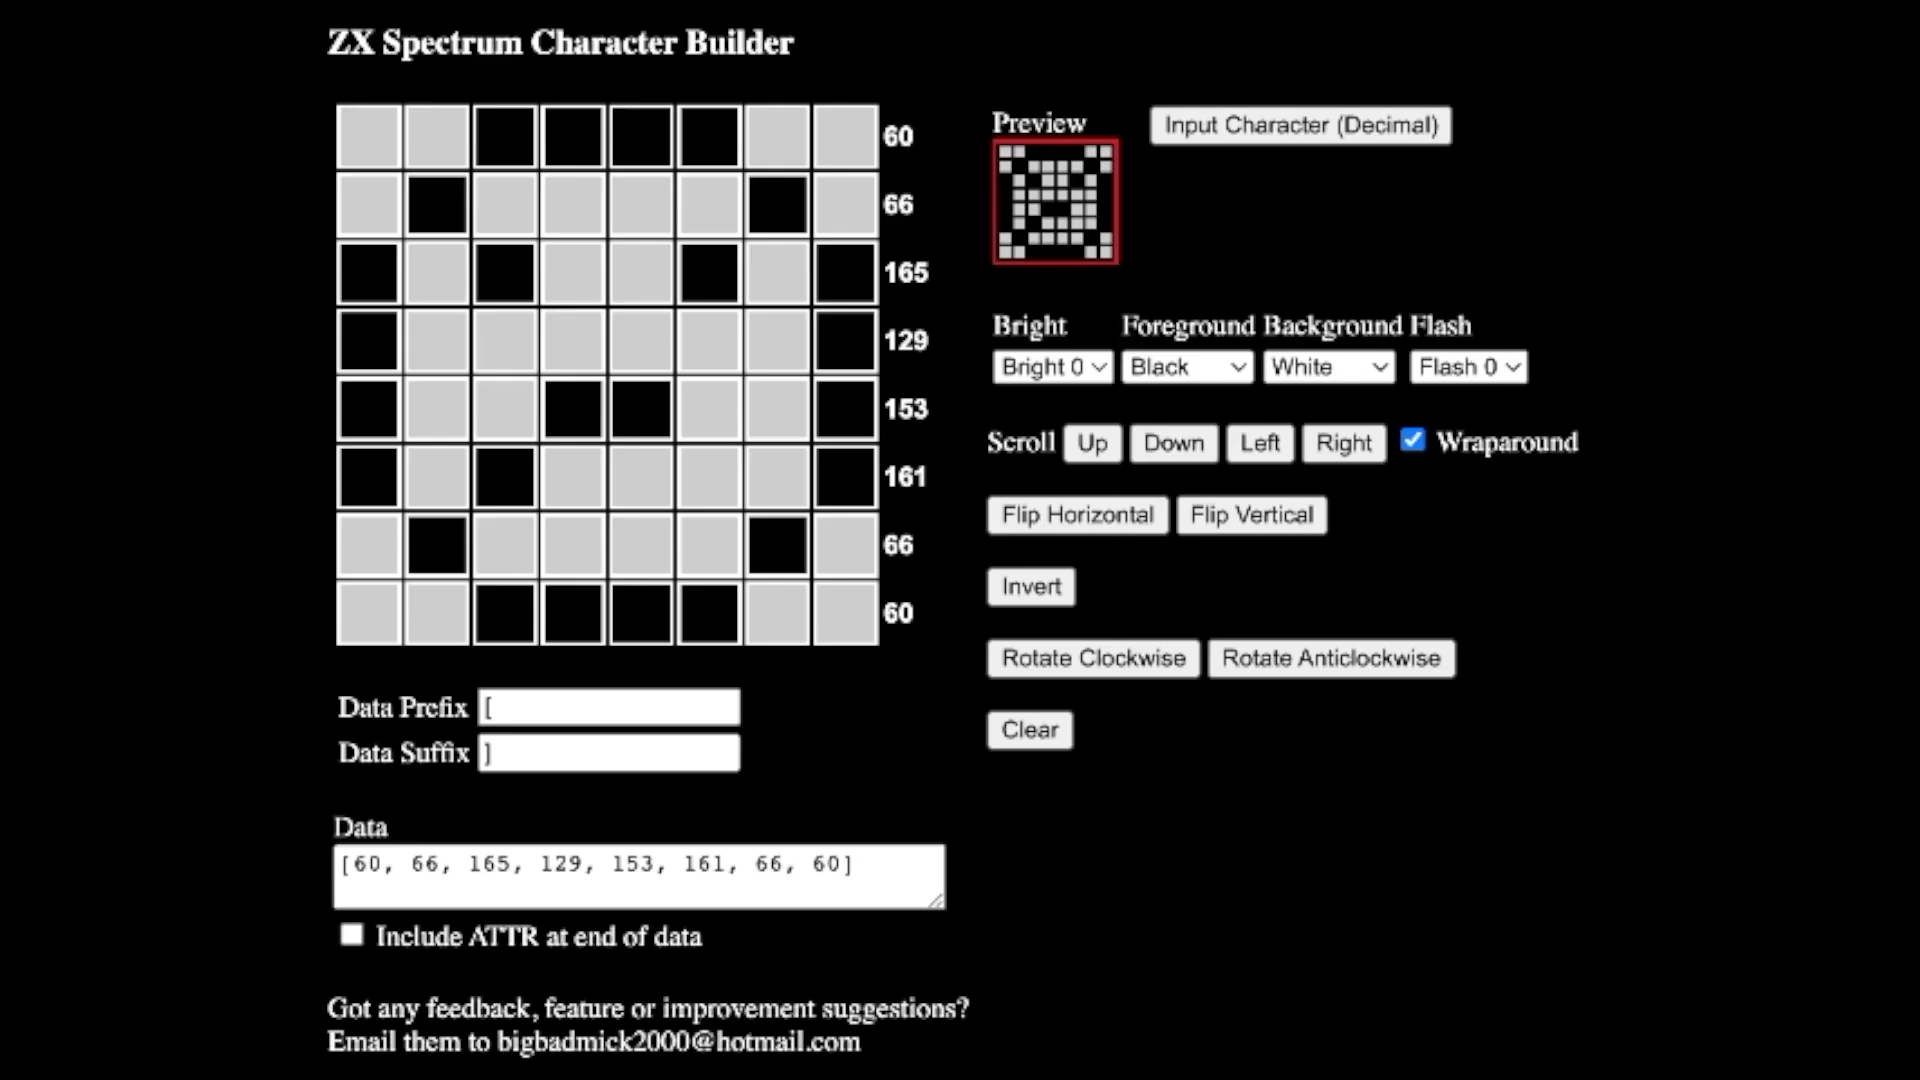 ZX Spectrum Character Builder
60
66
165
129
153
161
66
60
Preview
Input Character (Decimal)
Bright Foreground Background Flash
Bright 0 Black White Flash 0
Scroll Up Down Left Right Wraparound
Flip Horizontal Flip Vertical
Invert
Rotate Clockwise Rotate Anticlockwise
Clear
Data Prefix [
Data Suffix ]
Data
[60, 66, 165, 129, 153, 161, 66, 60]
Include ATTR at end of data
Got any feedback, feature or improvement suggestions?
Email them to bigbadmick2000@hotmail.com